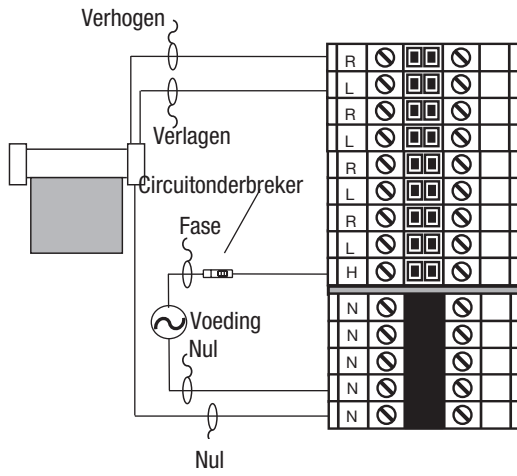 Verhogen
R
L
Verlagen
R
L
R
Circuitonderbreker
L
R
Fase
L
H
N
Voeding
N
Nul
N
N
N
Nul